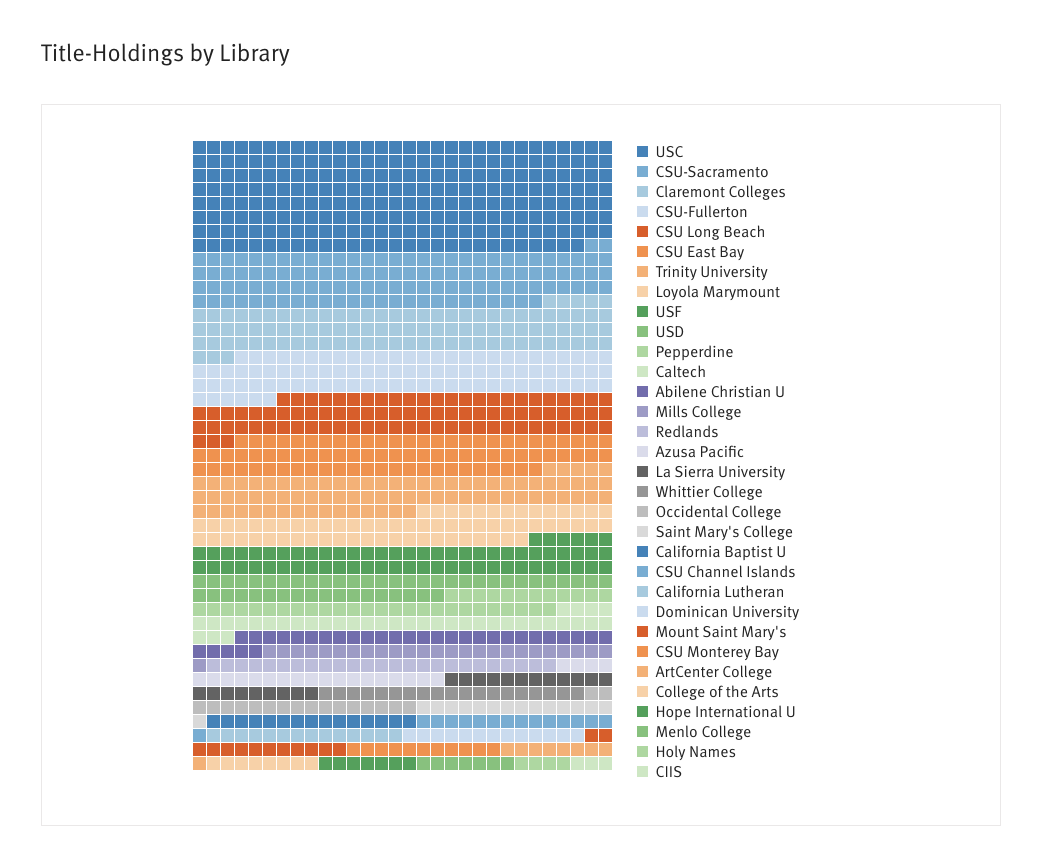 Title-Holdings by Library
USC
CSU-Sacramento
Claremont Colleges
CSU-Fullerton
CSU Long Beach
CSU East Bay
Trinity University
Loyola Marymount
USF
USD
Pepperdine
Caltech
Abilene Christian U
Mills College
Redlands
Azusa Pacific
La Sierra University
Whittier College
Occidental College
Saint Mary's College
California Baptist U
CSU Channel Islands
California Lutheran
Dominican University
Mount Saint Mary's
CSU Monterey Bay
ArtCenter College
College of the Arts
Hope International U
Menlo College
Holy Names
CIIS